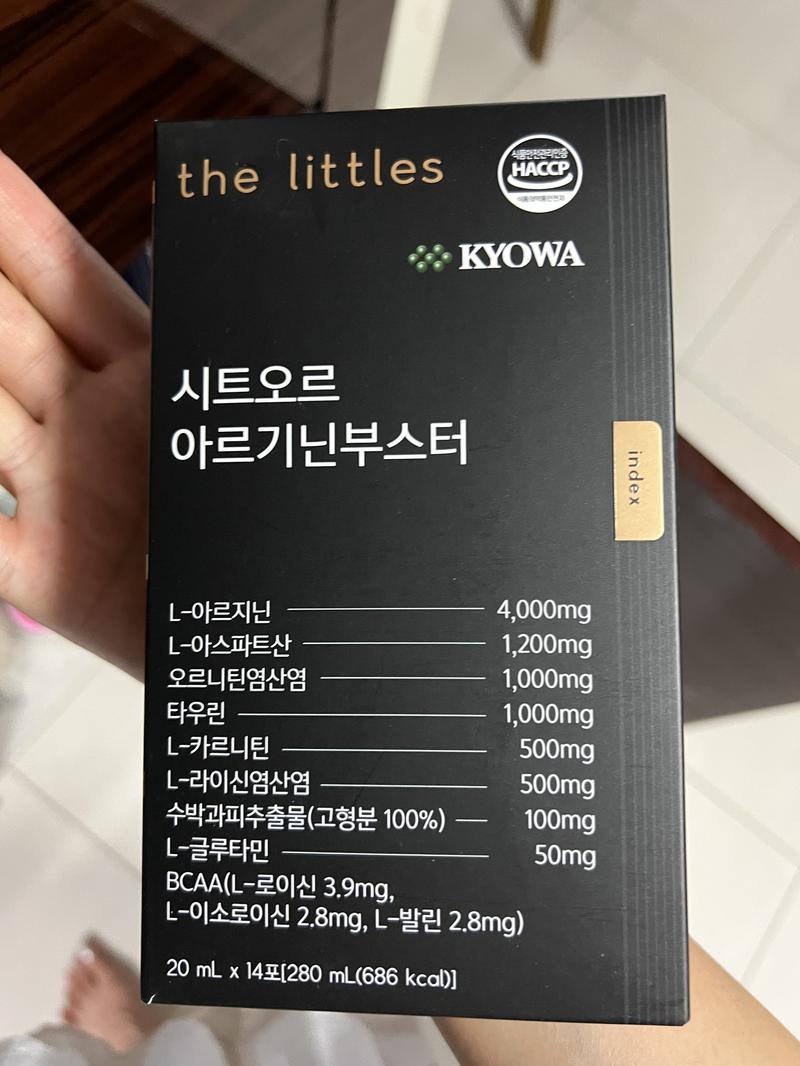 the littles
식품안전관리인증
HACCP
KYOWA
시트오르
아르기닌부스터
index
L-아르지닌 4,000mg
L-아스파트산 1,200mg
오르니틴염산염 1,000mg
타우린 1,000mg
L-카르니틴 500mg
L-라이신염산염 500mg
수박과피추출물(고형분 100%) 100mg
L-글루타민 50mg
BCAA(L-로이신 3.9mg,
L-이소로이신 2.8mg, L-발린 2.8mg)
20 mL x 14포[280 mL(686 kcal)]